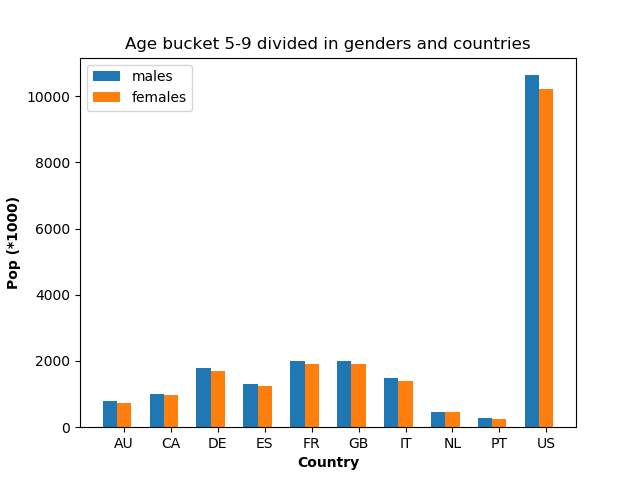 Age bucket 5-9 divided in genders and countries
males
females
10000
8000
6000
4000
2000
0
Pop (*1000)
AU CA DE ES FR GB IT NL PT US
Country